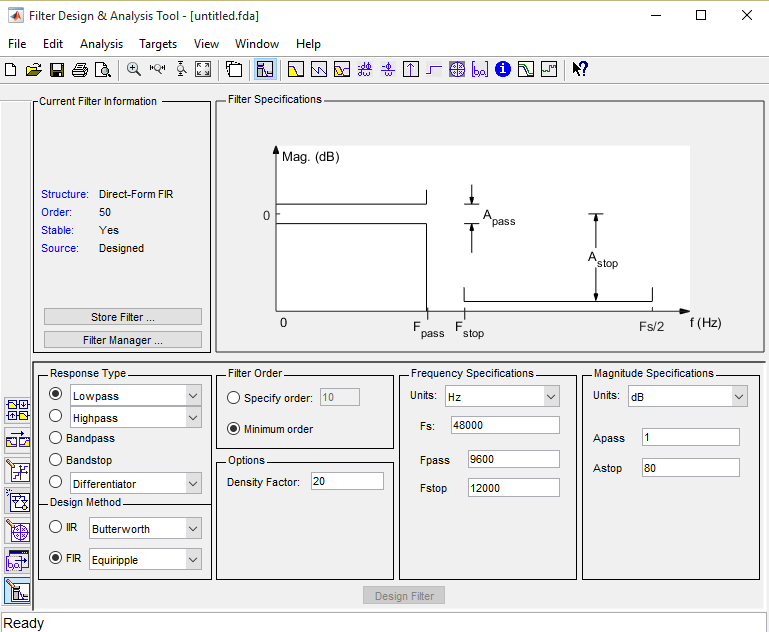 Filter Design & Analysis Tool - [untitled.fda]
File Edit Analysis Targets View Window Help
Current Filter Information
Structure: Direct-Form FIR
Order: 50
Stable: Yes
Source: Designed
Store Filter ...
Filter Manager ...
Filter Specifications
Mag. (dB)
0
A pass
A stop
0
F pass
F stop
Fs/2
f (Hz)
Response Type
Lowpass
Highpass
Bandpass
Bandstop
Differentiator
Design Method
IIR Butterworth
FIR Equiripple
Filter Order
Specify order: 10
Minimum order
Options
Density Factor: 20
Frequency Specifications
Units: Hz
Fs: 48000
Fpass 9600
Fstop 12000
Magnitude Specifications
Units: dB
Apass 1
Astop 80
Design Filter
Ready